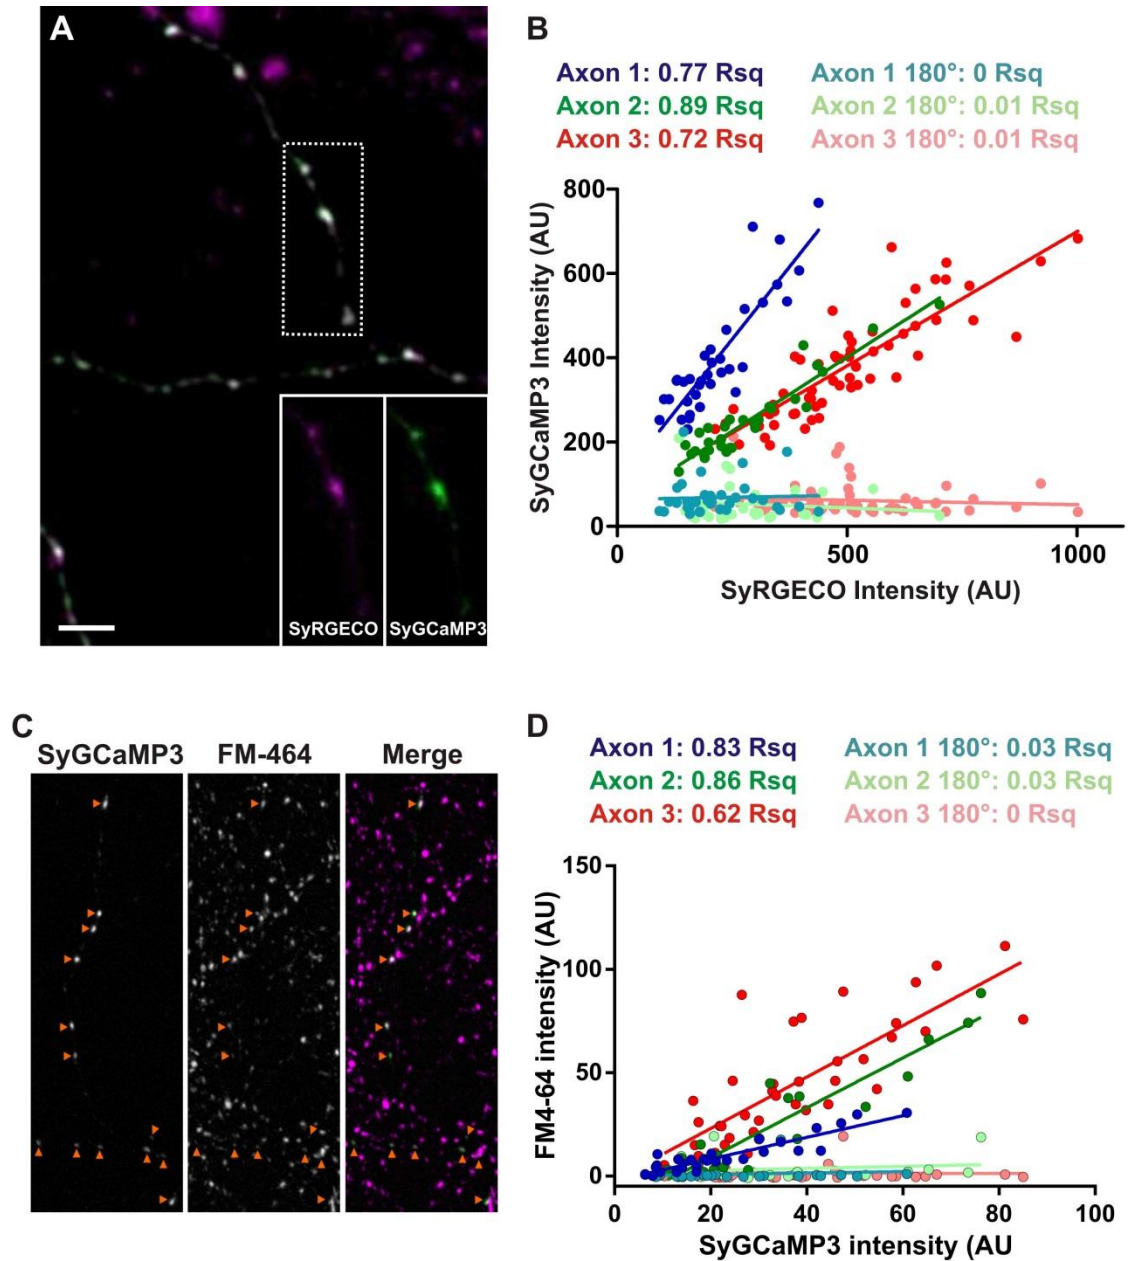 A
SyRGECO
SyGCaMP3
B
Axon 1: 0.77 Rsq
Axon 2: 0.89 Rsq
Axon 3: 0.72 Rsq
Axon 1 180°: 0 Rsq
Axon 2 180°: 0.01 Rsq
Axon 3 180°: 0.01 Rsq
SyGCaMP3 Intensity (AU)
800
600
400
200
0
0
500
1000
SyRGECO Intensity (AU)
C
SyGCaMP3
FM-464
Merge
D
Axon 1: 0.83 Rsq
Axon 2: 0.86 Rsq
Axon 3: 0.62 Rsq
Axon 1 180°: 0.03 Rsq
Axon 2 180°: 0.03 Rsq
Axon 3 180°: 0 Rsq
FM4-64 intensity (AU)
150
100
50
0
0
20
40
60
80
100
SyGCaMP3 intensity (AU